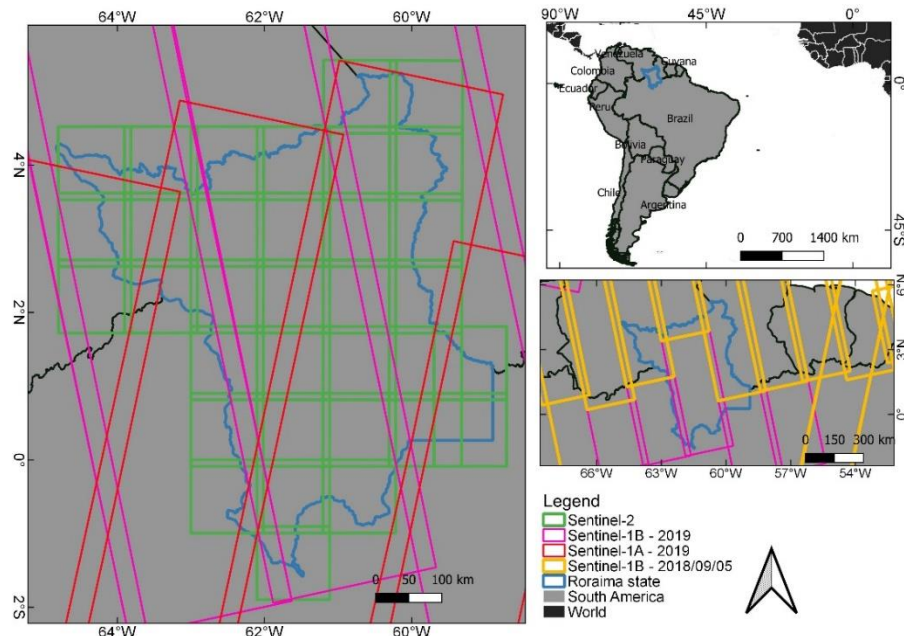 64°W 62°W 60°W
4°N
2°N
0°
2°S
0 50 100 km
64°W 62°W 60°W
90°W 45°W 0°
Venezuela
Guyana
Colombia
Ecuador
Peru
Brazil
Bolivia
Paraguay
Chile
Argentina
0°
45°S
0 700 1400 km
3°N
0°
0 150 300 km
66°W 63°W 60°W 57°W 54°W
Legend
Sentinel-2
Sentinel-1B - 2019
Sentinel-1A - 2019
Sentinel-1B - 2018/09/05
Roraima state
South America
World